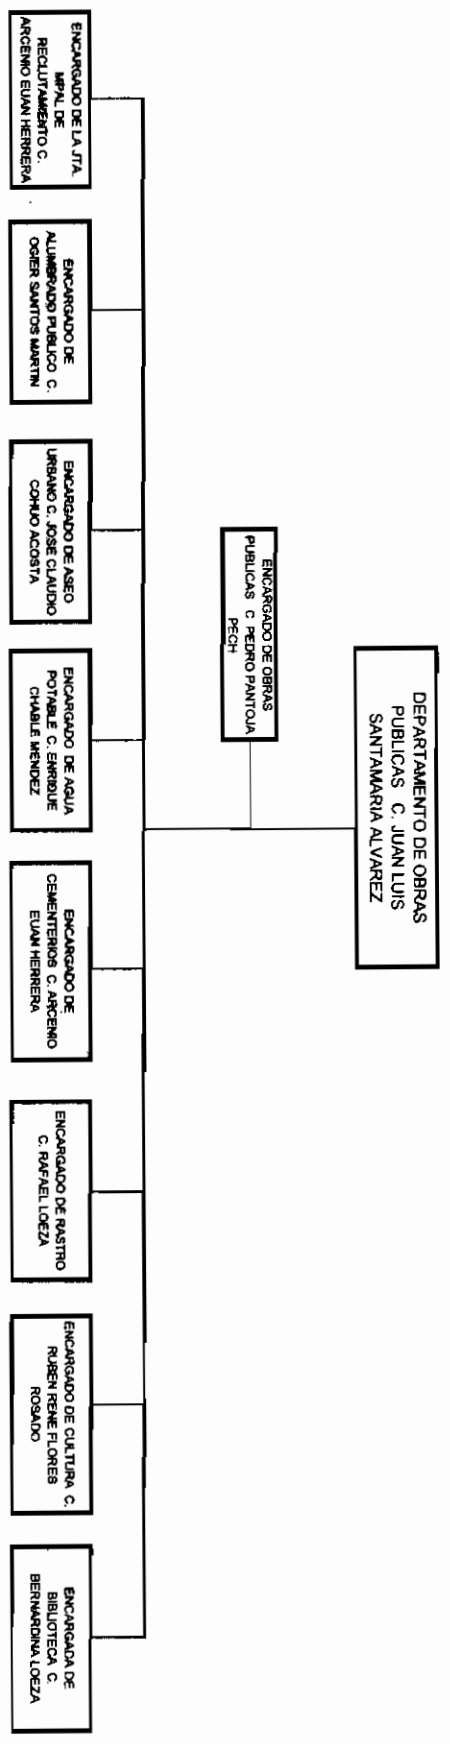 DEPARTAMENTO DE OBRAS
PUBLICAS C. JUAN LUIS
SANTAMARIA ALVAREZ
ENCARGADO DE OBRAS
PUBLICAS C PEDRO PANTOJA
PECH
ENCARGADO DE LA JTA.
MPAL DE
RECLUTAMIENTO C.
ARCENIO EUAN HERRERA
ENCARGADO DE
ALUMBRADO PUBLICO C.
OGIER SANTOS MARTIN
ENCARGADO DE ASEO
URBANO C. JOSE CLAUDIO
COHUO ACOSTA
ENCARGADO DE AGUA
POTABLE C. ENRIQUE
CHABLE MENDEZ
ENCARGADO DE
CEMENTERIOS C. ARCENIO
EUAN HERRERA
ENCARGADO DE RASTRO
C. RAFAEL LOEZA
ENCARGADO DE CULTURA C.
RUBEN RENE FLORES
ROSADO
ENCARGADA DE
BIBLIOTECA C.
BERNARDINA LOEZA